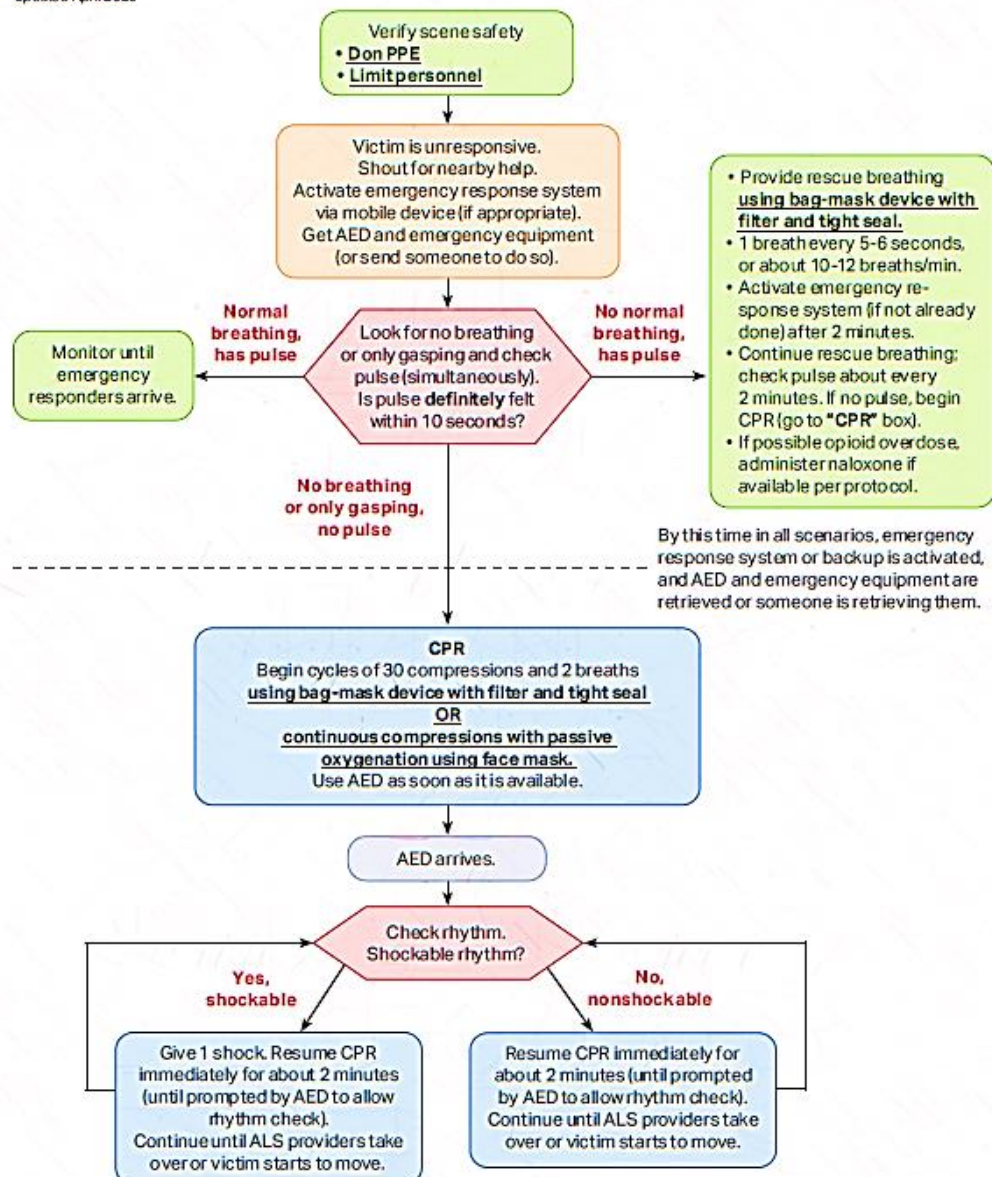 Verify scene safety
• Don PPE
• Limit personnel
Victim is unresponsive.
Shout for nearby help.
Activate emergency response system
via mobile device (if appropriate).
Get AED and emergency equipment
(or send someone to do so).
Normal
breathing,
has pulse
No normal
breathing,
has pulse
Look for no breathing
or only gasping and check
pulse (simultaneously).
Is pulse definitely felt
within 10 seconds?
Monitor until
emergency
responders arrive.
• Provide rescue breathing
using bag-mask device with
filter and tight seal.
• 1 breath every 5-6 seconds,
or about 10-12 breaths/min.
• Activate emergency re-
sponse system (if not already
done) after 2 minutes.
• Continue rescue breathing;
check pulse about every
2 minutes. If no pulse, begin
CPR (go to "CPR" box).
• If possible opioid overdose,
administer naloxone if
available per protocol.
No breathing
or only gasping,
no pulse
By this time in all scenarios, emergency
response system or backup is activated,
and AED and emergency equipment are
retrieved or someone is retrieving them.
CPR
Begin cycles of 30 compressions and 2 breaths
using bag-mask device with filter and tight seal
OR
continuous compressions with passive
oxygenation using face mask.
Use AED as soon as it is available.
AED arrives.
Check rhythm.
Shockable rhythm?
Yes,
shockable
No,
nonshockable
Give 1 shock. Resume CPR
immediately for about 2 minutes
(until prompted by AED to allow
rhythm check).
Continue until ALS providers take
over or victim starts to move.
Resume CPR immediately for
about 2 minutes (until prompted
by AED to allow rhythm check).
Continue until ALS providers take
over or victim starts to move.